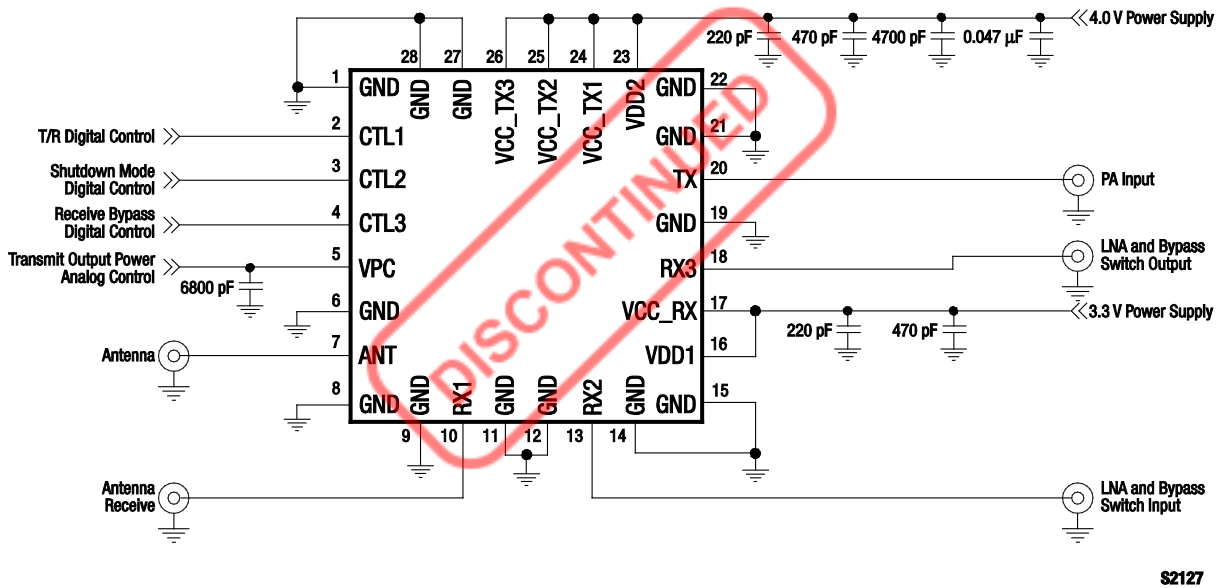 4.0 V Power Supply
220 pF
470 pF
4700 pF
0.047 µF
28
27
26
25
24
23
1
GND
GND
GND
VCC_TX3
VCC_TX2
VCC_TX1
VDD2
GND
22
T/R Digital Control
2
CTL1
GND
21
Shutdown Mode
Digital Control
3
CTL2
TX
20
PA Input
Receive Bypass
Digital Control
4
CTL3
GND
19
Transmit Output Power
Analog Control
6800 pF
5
VPC
RX3
18
LNA and Bypass
Switch Output
6
GND
VCC_RX
17
220 pF
470 pF
3.3 V Power Supply
Antenna
7
ANT
VDD1
16
8
GND
GND
RX1
GND
GND
RX2
GND
GND
15
9
10
11
12
13
14
Antenna
Receive
LNA and Bypass
Switch Input
DISCONTINUED
S2127